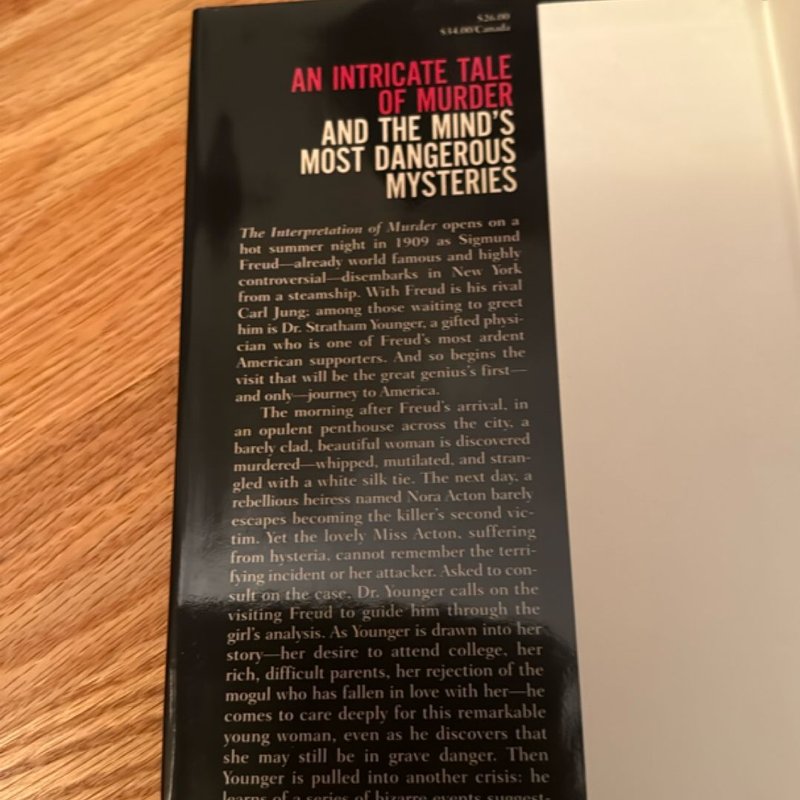 $26.00
$34.00/Canada
AN INTRICATE TALE
OF MURDER
AND THE MIND'S
MOST DANGEROUS
MYSTERIES
The Interpretation of Murder opens on a
hot summer night in 1909 as Sigmund
Freud—already world famous and highly
controversial—disembarks in New York
from a steamship. With Freud is his rival
Carl Jung; among those waiting to greet
him is Dr. Stratham Younger, a gifted physi-
cian who is one of Freud's most ardent
American supporters. And so begins the
visit that will be the great genius's first—
and only—journey to America.
The morning after Freud's arrival, in
an opulent penthouse across the city, a
barely clad, beautiful woman is discovered
murdered—whipped, mutilated, and stran-
gled with a white silk tie. The next day, a
rebellious heiress named Nora Acton barely
escapes becoming the killer's second vic-
tim. Yet the lovely Miss Acton, suffering
from hysteria, cannot remember the terri-
fying incident or her attacker. Asked to con-
sult on the case, Dr. Younger calls on the
visiting Freud to guide him through the
girl's analysis. As Younger is drawn into her
story—her desire to attend college, her
rich, difficult parents, her rejection of the
mogul who has fallen in love with her—he
comes to care deeply for this remarkable
young woman, even as he discovers that
she may still be in grave danger. Then
Younger is pulled into another crisis: he
learns of a series of bizarre events suggest-